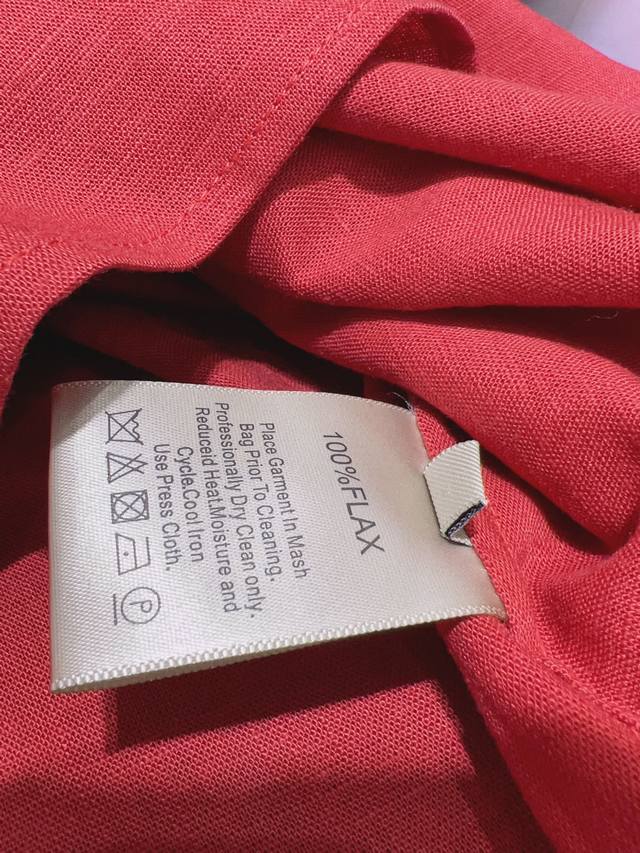 100%FLAX
Place Garment In Mash
Bag Prior To Cleaning.
Professionally Dry Clean only.
Reduceid Heat.Moisture and
Cycle.Cool Iron
Use Press Cloth.
P